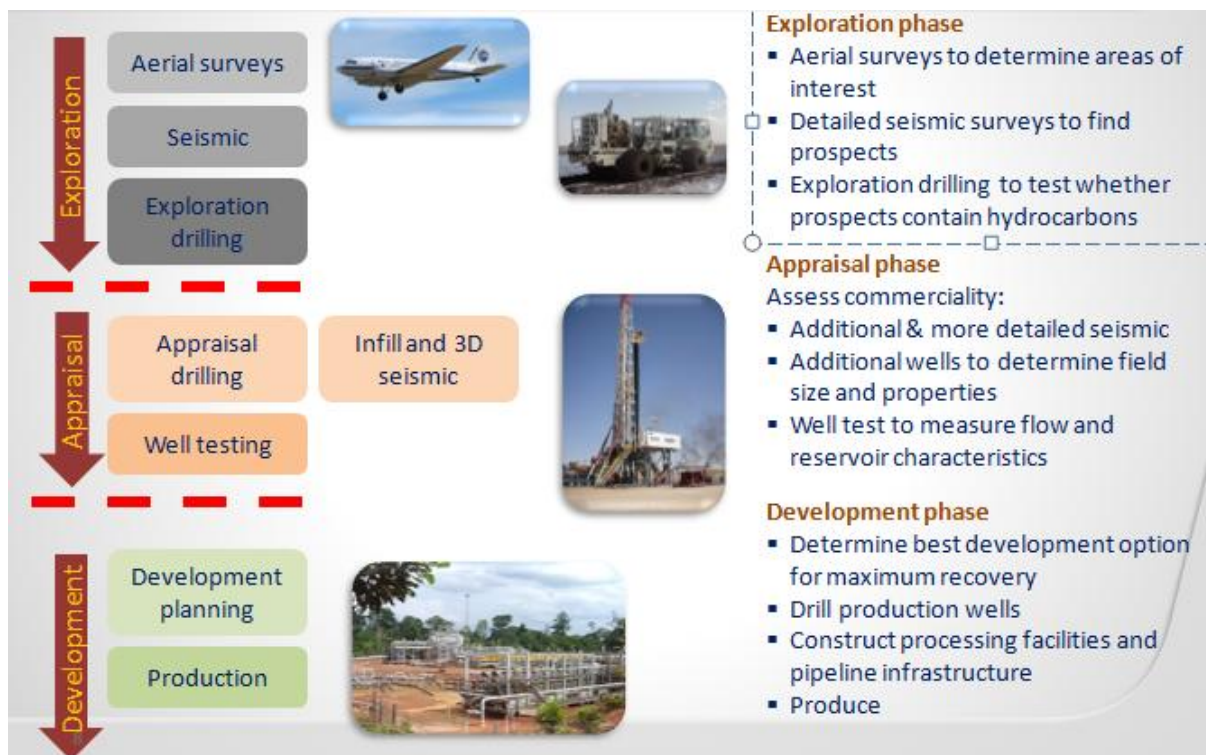 Exploration
Aerial surveys
Seismic
Exploration
drilling
Appraisal
Appraisal
drilling
Infill and 3D
seismic
Well testing
Development
Development
planning
Production
Exploration phase
▪ Aerial surveys to determine areas of
interest
▪ Detailed seismic surveys to find
prospects
▪ Exploration drilling to test whether
prospects contain hydrocarbons
Appraisal phase
Assess commerciality:
▪ Additional & more detailed seismic
▪ Additional wells to determine field
size and properties
▪ Well test to measure flow and
reservoir characteristics
Development phase
▪ Determine best development option
for maximum recovery
▪ Drill production wells
▪ Construct processing facilities and
pipeline infrastructure
▪ Produce